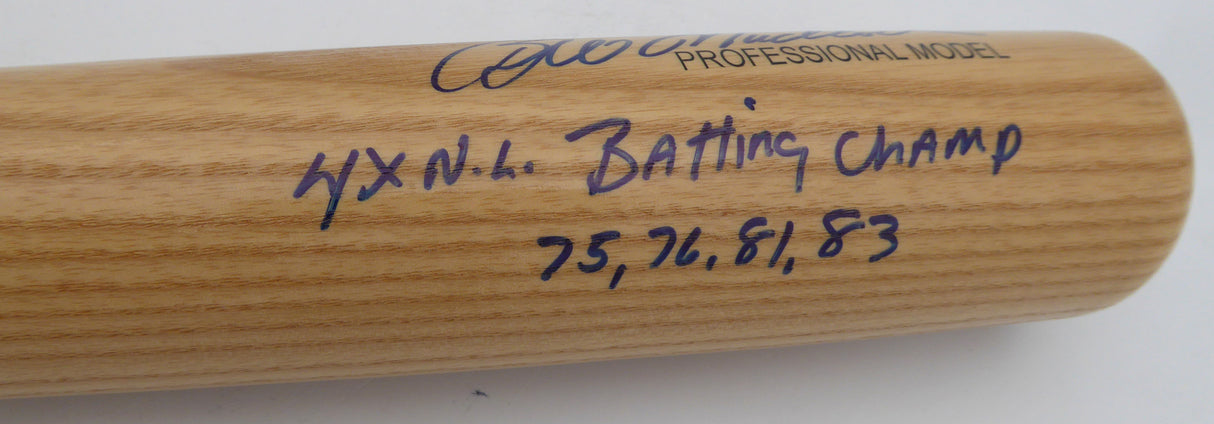 PROFESSIONAL MODEL
4X N.L. BAtting ChAMP
75, 76, 81, 83